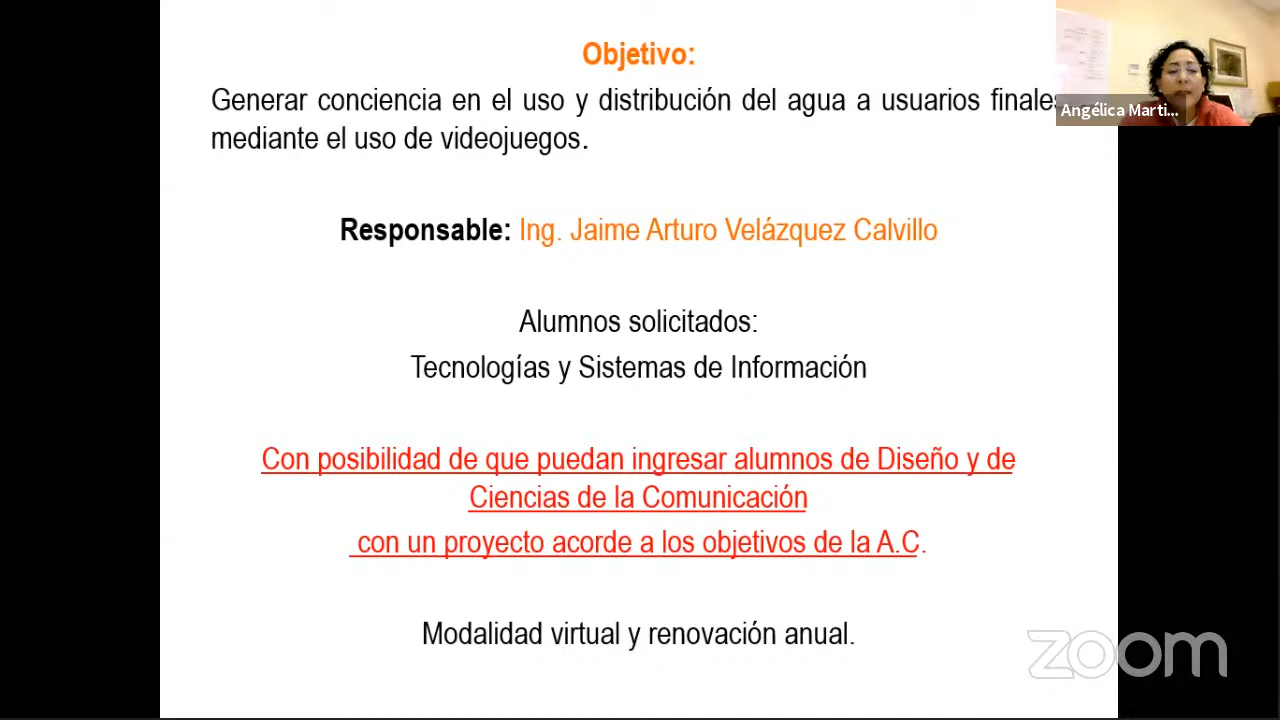 Objetivo:
Generar conciencia en el uso y distribución del agua a usuarios finales
mediante el uso de videojuegos.
Angélica Marti...
Responsable: Ing. Jaime Arturo Velázquez Calvillo
Alumnos solicitados:
Tecnologías y Sistemas de Información
Con posibilidad de que puedan ingresar alumnos de Diseño y de
Ciencias de la Comunicación
con un proyecto acorde a los objetivos de la A.C.
Modalidad virtual y renovación anual.
zoom